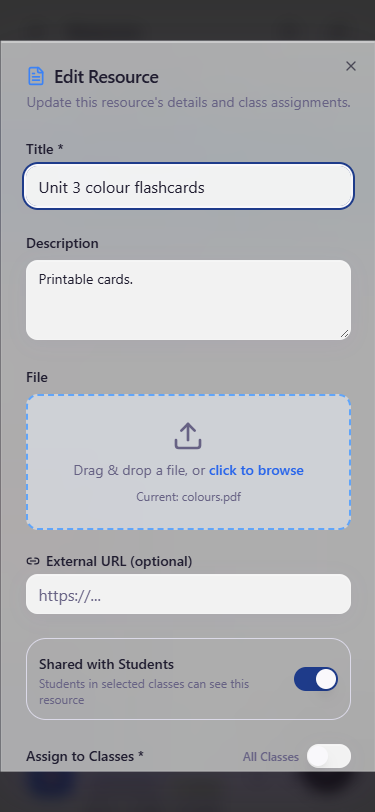 Edit Resource
Update this resource's details and class assignments.
Title *
Unit 3 colour flashcards
Description
Printable cards.
File
Drag & drop a file, or click to browse
Current: colours.pdf
External URL (optional)
https://...
Shared with Students
Students in selected classes can see this
resource
Assign to Classes *
All Classes